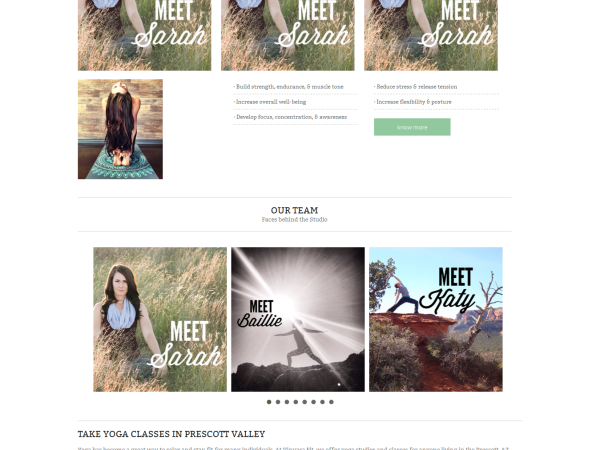 MEET
Sarah
MEET
Sarah
MEET
Sarah
· Build strength, endurance, & muscle tone
· Increase overall well-being
· Develop focus, concentration, & awareness
· Reduce stress & release tension
· Increase flexibility & posture
know more
OUR TEAM
Faces behind the Studio
MEET
Sarah
MEET
Baillie
MEET
Katy
TAKE YOGA CLASSES IN PRESCOTT VALLEY